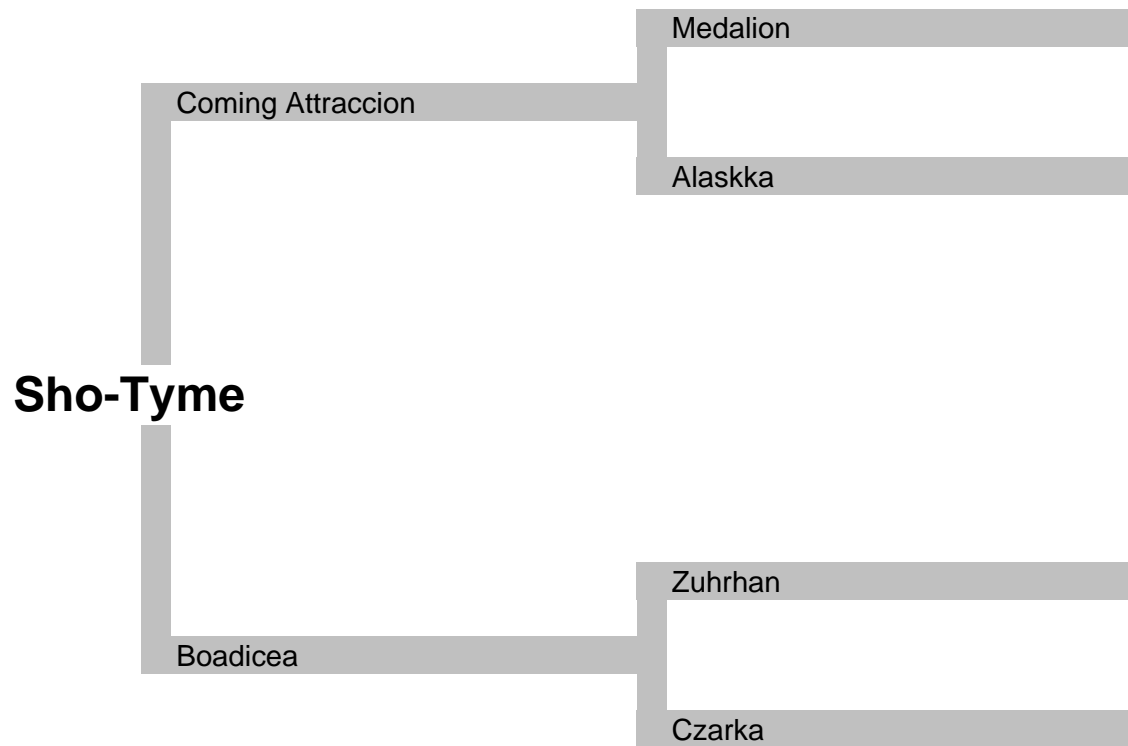 Medalion
Coming Attraccion
Alaskka
Sho-Tyme
Zuhrhan
Boadicea
Czarka